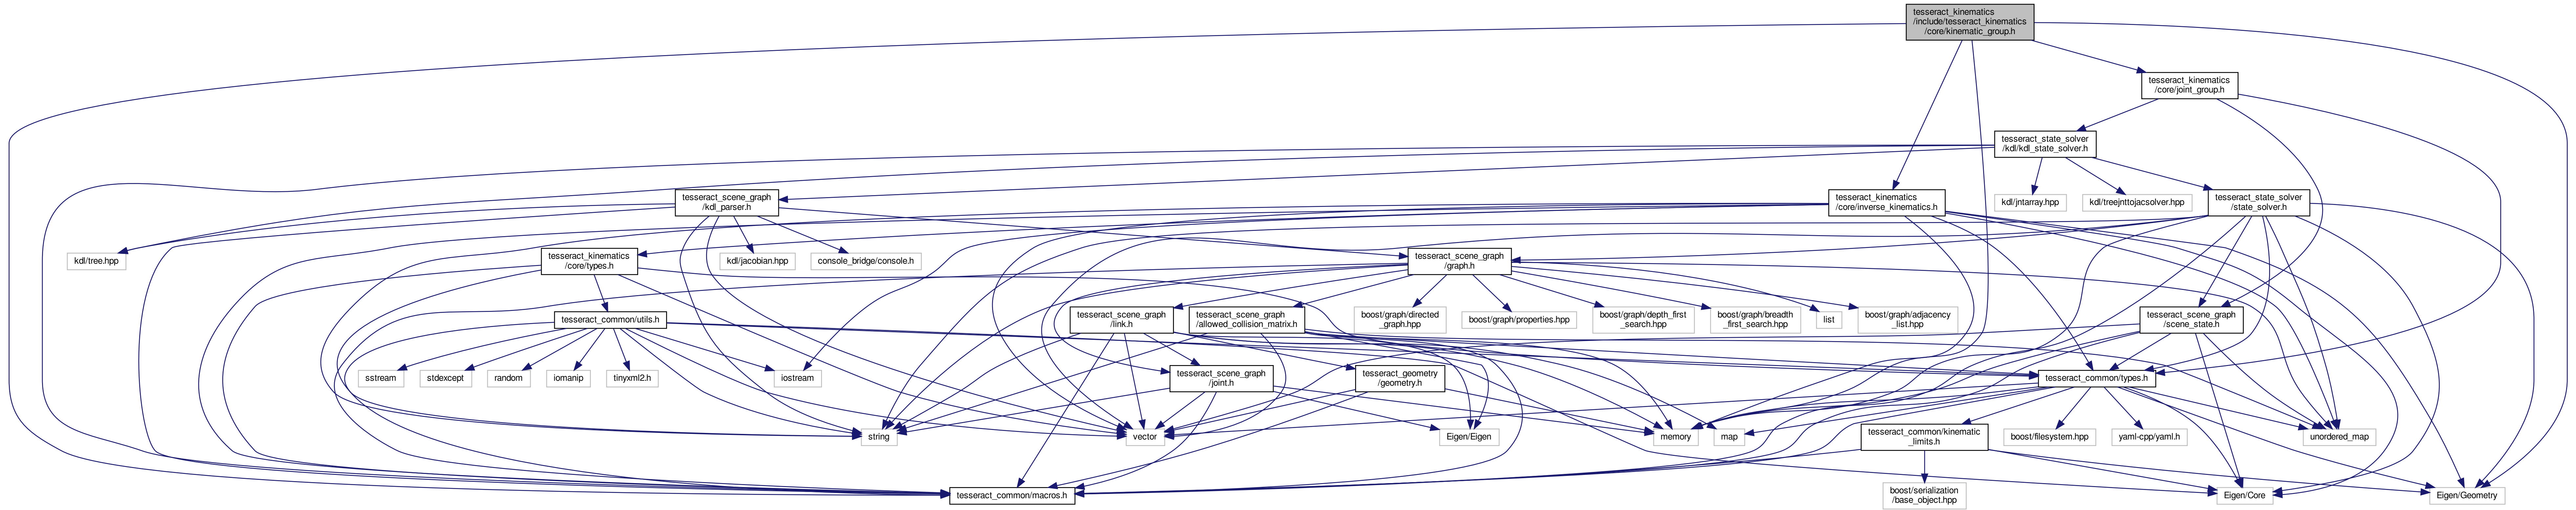 tesseract_kinematics
/include/tesseract_kinematics
/core/kinematic_group.h
tesseract_kinematics
/core/joint_group.h
tesseract_state_solver
/kdl/kdl_state_solver.h
tesseract_scene_graph
/kdl_parser.h
tesseract_kinematics
/core/inverse_kinematics.h
kdl/jntarray.hpp
kdl/treejnttojacsolver.hpp
tesseract_state_solver
/state_solver.h
kdl/tree.hpp
tesseract_kinematics
/core/types.h
kdl/jacobian.hpp
console_bridge/console.h
tesseract_scene_graph
/graph.h
tesseract_common/utils.h
tesseract_scene_graph
/link.h
tesseract_scene_graph
/allowed_collision_matrix.h
boost/graph/directed
_graph.hpp
boost/graph/properties.hpp
boost/graph/depth_first
_search.hpp
boost/graph/breadth
_first_search.hpp
list
boost/graph/adjacency
_list.hpp
tesseract_scene_graph
/scene_state.h
sstream
stdexcept
random
iomanip
tinyxml2.h
iostream
tesseract_scene_graph
/joint.h
tesseract_geometry
/geometry.h
tesseract_common/types.h
string
vector
Eigen/Eigen
memory
map
tesseract_common/kinematic
_limits.h
boost/filesystem.hpp
yaml-cpp/yaml.h
unordered_map
tesseract_common/macros.h
boost/serialization
/base_object.hpp
Eigen/Core
Eigen/Geometry